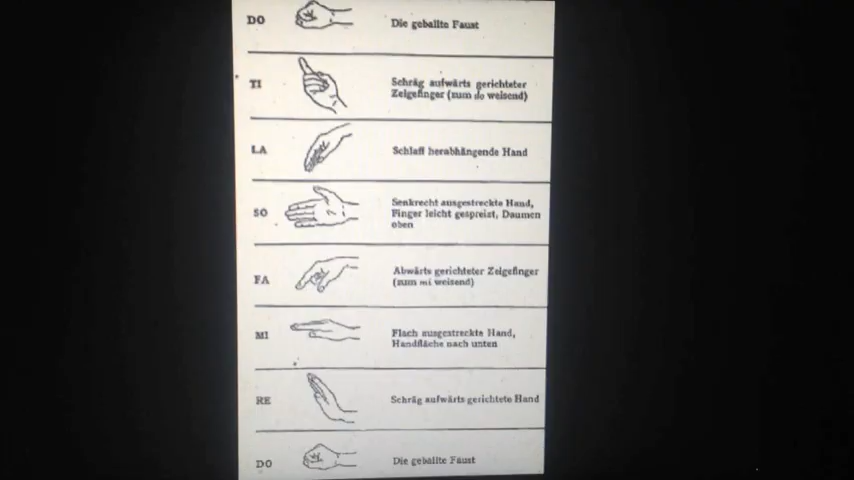 DO Die geballte Faust
TI Schräg aufwärts gerichteter
Zeigefinger (zum do weisend)
LA Schlaff herabhängende Hand
SO Senkrecht ausgestreckte Hand,
Finger leicht gespreizt, Daumen
oben
FA Abwärts gerichteter Zeigefinger
(zum mi weisend)
MI Flach ausgestreckte Hand,
Handfläche nach unten
RE Schräg aufwärts gerichtete Hand
DO Die geballte Faust